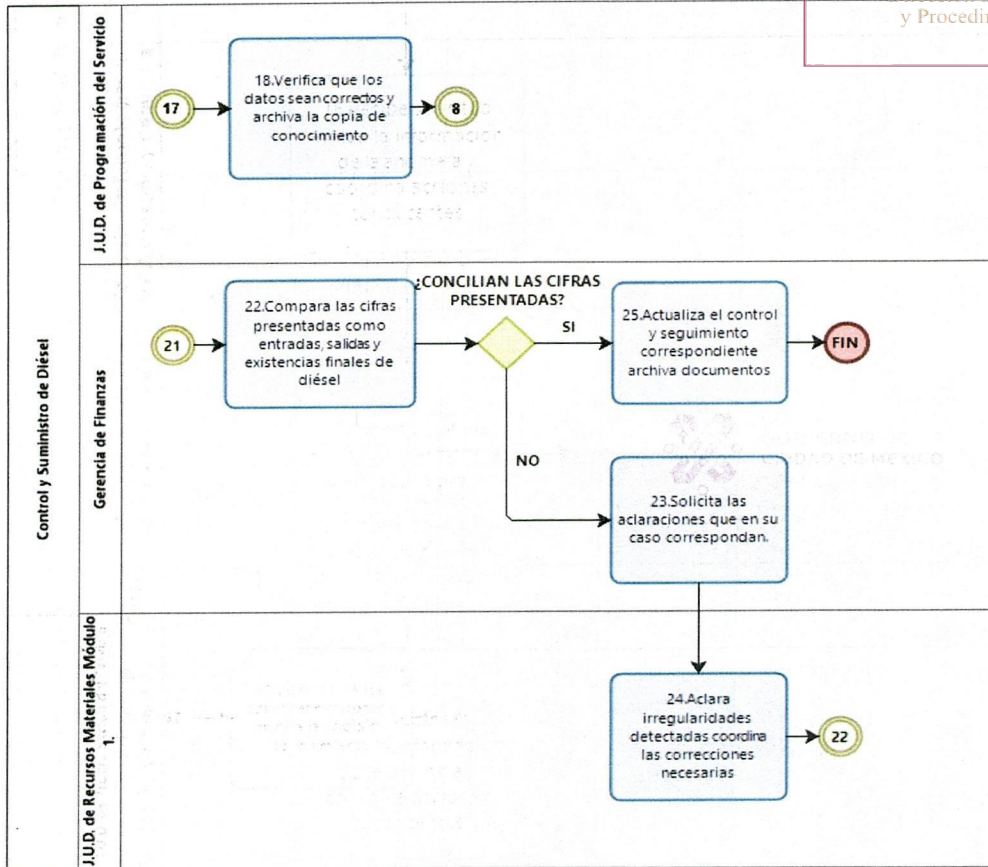 y Procedi
Control y Suministro de Diésel
J.U.D. de Programación del Servicio
17
18.Verifica que los
datos sean correctos y
archiva la copia de
conocimiento
8
Gerencia de Finanzas
21
22.Compara las cifras
presentadas como
entradas, salidas y
existencias finales de
diésel
¿CONCILIAN LAS CIFRAS
PRESENTADAS?
SI
25.Actualiza el control
y seguimiento
correspondiente
archiva documentos
FIN
NO
23.Solicita las
aclaraciones que en su
caso correspondan.
J.U.D. de Recursos Materiales Módulo
1.
24.Aclara
irregularidades
detectadas coordina
las correcciones
necesarias
22